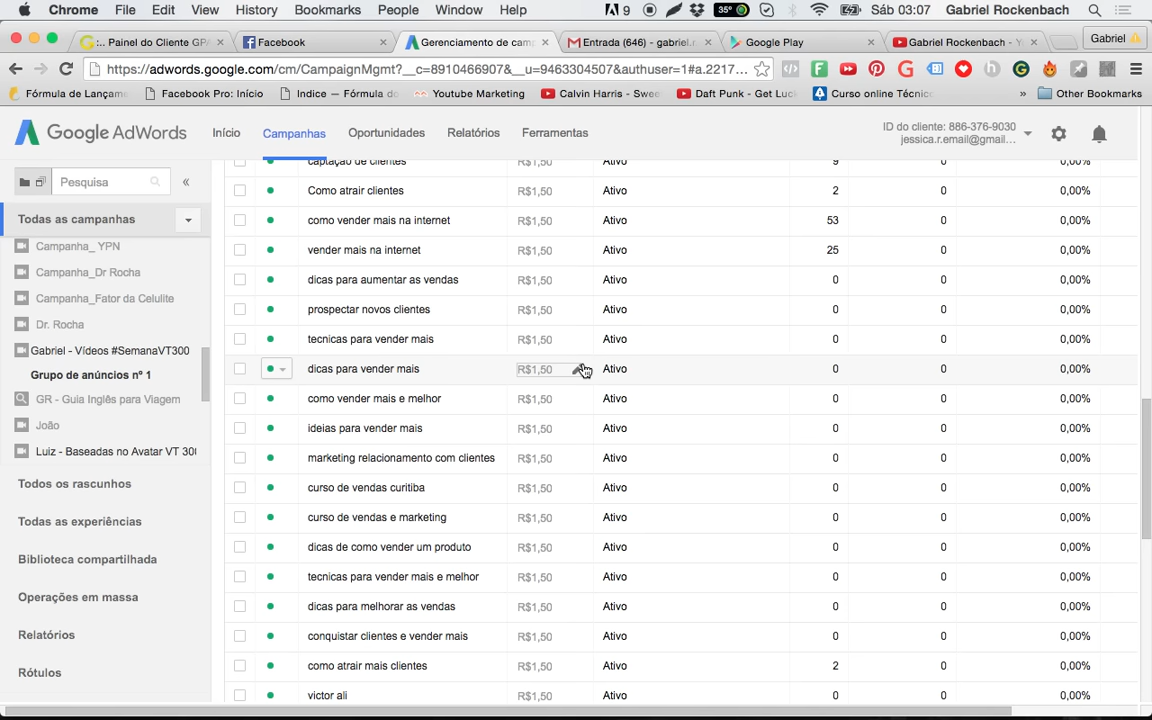 Chrome File Edit View History Bookmarks People Window Help 9 35° Sáb 03:07 Gabriel Rockenbach
:.. Painel do Cliente GPA Facebook Gerenciamento de cam Entrada (646) - gabriel.r Google Play Gabriel Rockenbach - Y Gabriel
https://adwords.google.com/cm/CampaignMgmt?__c=8910466907&__u=9463304507&authuser=1#a.2217...
Fórmula de Lançame Facebook Pro: Início Indice — Fórmula do Youtube Marketing Calvin Harris - Swee Daft Punk - Get Luc Curso online Técnic » Other Bookmarks
Google AdWords Início Campanhas Oportunidades Relatórios Ferramentas ID do cliente: 886-376-9030
jessica.r.email@gmail...
Pesquisa «
Todas as campanhas
Campanha_ YPN
Campanha_Dr Rocha
Campanha_Fator da Celulite
Dr. Rocha
Gabriel - Vídeos #SemanaVT300
Grupo de anúncios nº 1
GR - Guia Inglês para Viagem
João
Luiz - Baseadas no Avatar VT 300
Todos os rascunhos
Todas as experiências
Biblioteca compartilhada
Operações em massa
Relatórios
Rótulos
captação de clientes R$1,50 Ativo 9 0 0,00%
Como atrair clientes R$1,50 Ativo 2 0 0,00%
como vender mais na internet R$1,50 Ativo 53 0 0,00%
vender mais na internet R$1,50 Ativo 25 0 0,00%
dicas para aumentar as vendas R$1,50 Ativo 0 0 0,00%
prospectar novos clientes R$1,50 Ativo 0 0 0,00%
tecnicas para vender mais R$1,50 Ativo 0 0 0,00%
dicas para vender mais R$1,50 Ativo 0 0 0,00%
como vender mais e melhor R$1,50 Ativo 0 0 0,00%
ideias para vender mais R$1,50 Ativo 0 0 0,00%
marketing relacionamento com clientes R$1,50 Ativo 0 0 0,00%
curso de vendas curitiba R$1,50 Ativo 0 0 0,00%
curso de vendas e marketing R$1,50 Ativo 0 0 0,00%
dicas de como vender um produto R$1,50 Ativo 0 0 0,00%
tecnicas para vender mais e melhor R$1,50 Ativo 0 0 0,00%
dicas para melhorar as vendas R$1,50 Ativo 0 0 0,00%
conquistar clientes e vender mais R$1,50 Ativo 0 0 0,00%
como atrair mais clientes R$1,50 Ativo 2 0 0,00%
victor ali R$1,50 Ativo 0 0 0,00%